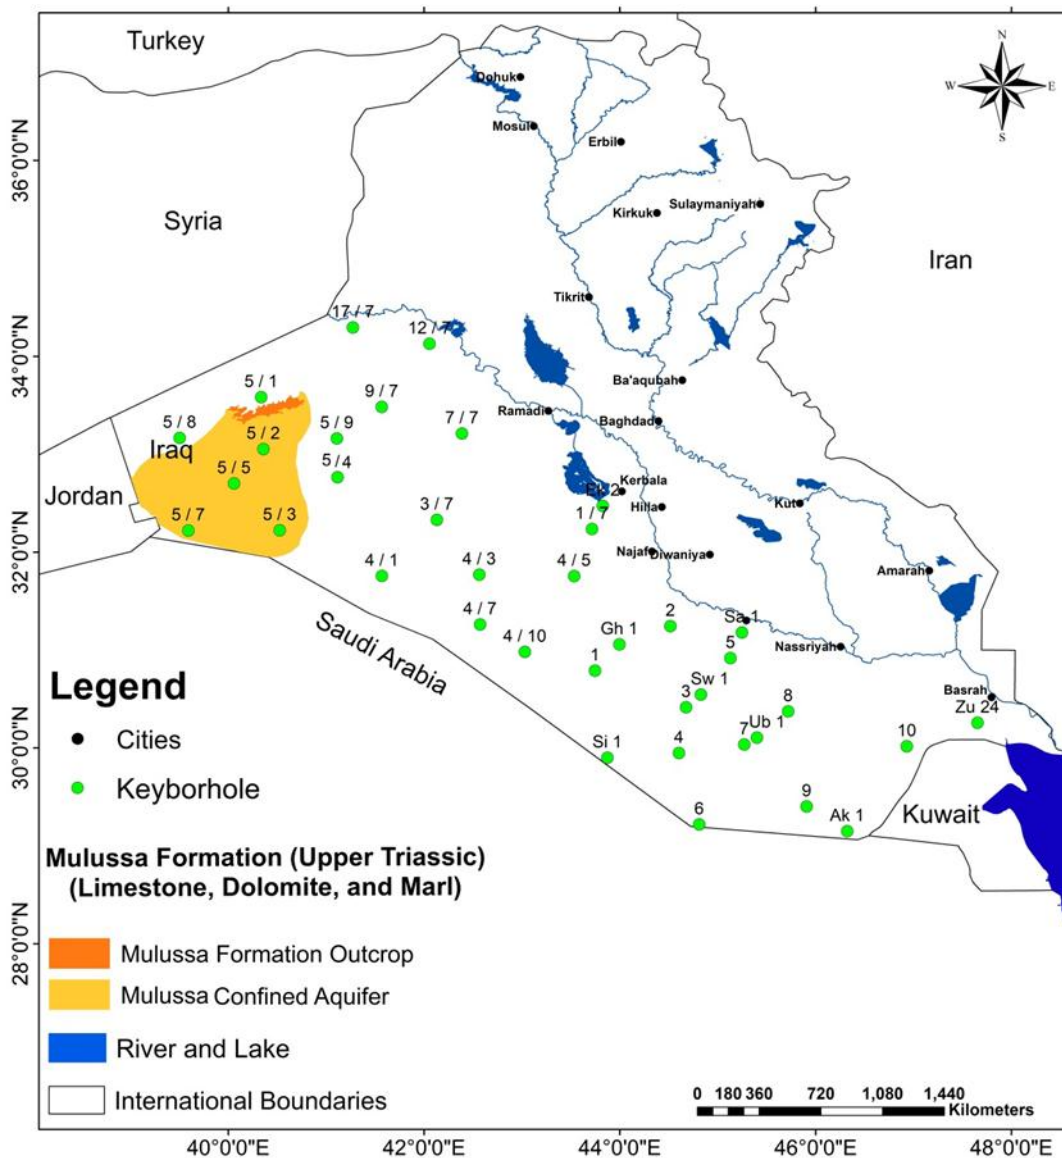 Turkey
N
W
E
S
Dohuk
Mosul
Erbil
36°0'0"N
Syria
Sulaymaniyah
Kirkuk
Iran
Tikrit
17 / 7
12 / 7
34°0'0"N
Ba'aqubah
5 / 1
9 / 7
Ramadi
Baghdad
5 / 8
Iraq
5 / 2
5 / 9
7 / 7
5 / 5
5 / 4
Kerbala
Jordan
Hilla
Kut
5 / 7
5 / 3
3 / 7
1 / 7
32°0'0"N
Najaf
Diwaniya
4 / 1
4 / 3
4 / 5
Amarah
Saudi Arabia
4 / 7
Gh 1
2
Sa 1
4 / 10
1
5
Nassriyah
Legend
Sw 1
3
8
Basrah
Zu 24
Cities
30°0'0"N
Si 1
4
7
Ub 1
10
Keyborhole
6
9
Ak 1
Kuwait
Mulussa Formation (Upper Triassic)
(Limestone, Dolomite, and Marl)
28°0'0"N
Mulussa Formation Outcrop
Mulussa Confined Aquifer
River and Lake
International Boundaries
0 180 360 720 1,080 1,440
Kilometers
40°0'0"E
42°0'0"E
44°0'0"E
46°0'0"E
48°0'0"E